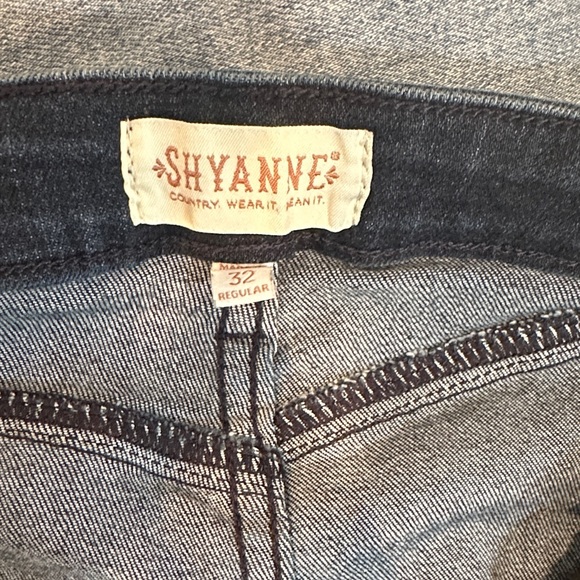 SHYANNE®
COUNTRY. WEAR IT, MEAN IT.
32
REGULAR